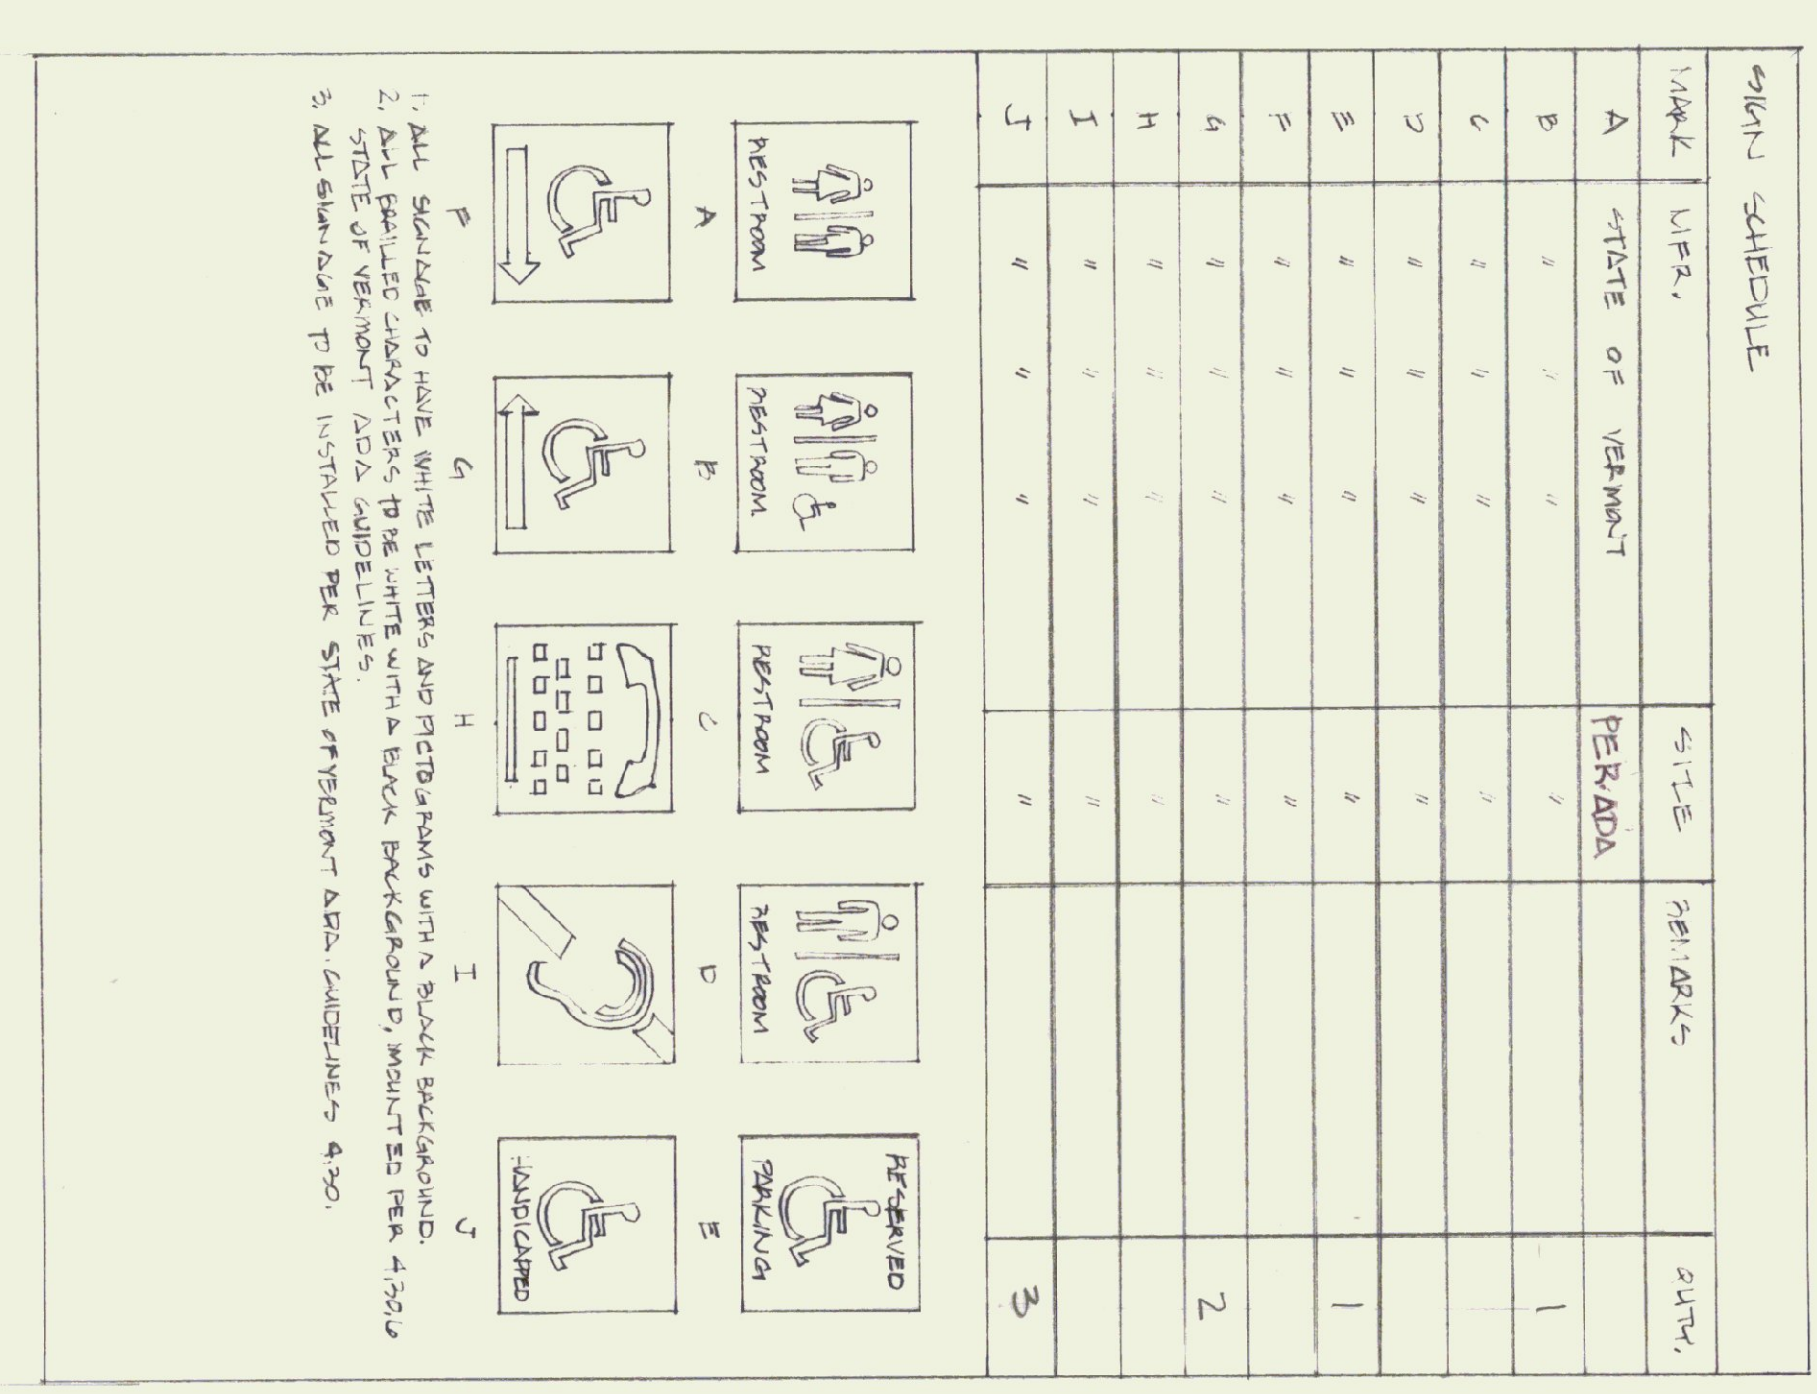 SIGN SCHEDULE
MARK MFR. SIZE REMARKS QUTY.
A STATE OF VERMONT PER ADA
B " " " " 1
C " " " "
D " " " "
E " " " " 1
F " " " "
G " " " " 2
H " " " "
I " " " "
J " " " " 3
RESTROOM
RESTROOM.
RESTROOM
RESTROOM
RESERVED
PARKING
A B C D E
HANDICAPPED
F G H I J
1. ALL SIGNAGE TO HAVE WHITE LETTERS AND PICTOGRAMS WITH A BLACK BACKGROUND.
2. ALL BRAILLED CHARACTERS TO BE WHITE WITH A BLACK BACKGROUND, MOUNTED PER 4.30.6
STATE OF VERMONT ADA GUIDELINES.
3. ALL SIGNAGE TO BE INSTALLED PER STATE OF VERMONT ADA. GUIDELINES 4.30.